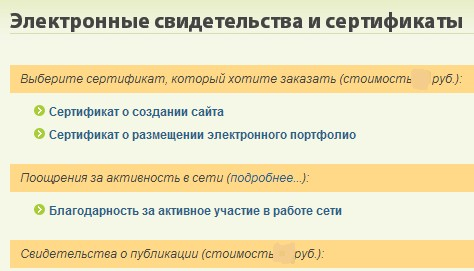 Электронные свидетельства и сертификаты
Выберите сертификат, который хотите заказать (стоимость руб.):
Сертификат о создании сайта
Сертификат о размещении электронного портфолио
Поощрения за активность в сети (подробнее...):
Благодарность за активное участие в работе сети
Свидетельства о публикации (стоимость руб.):